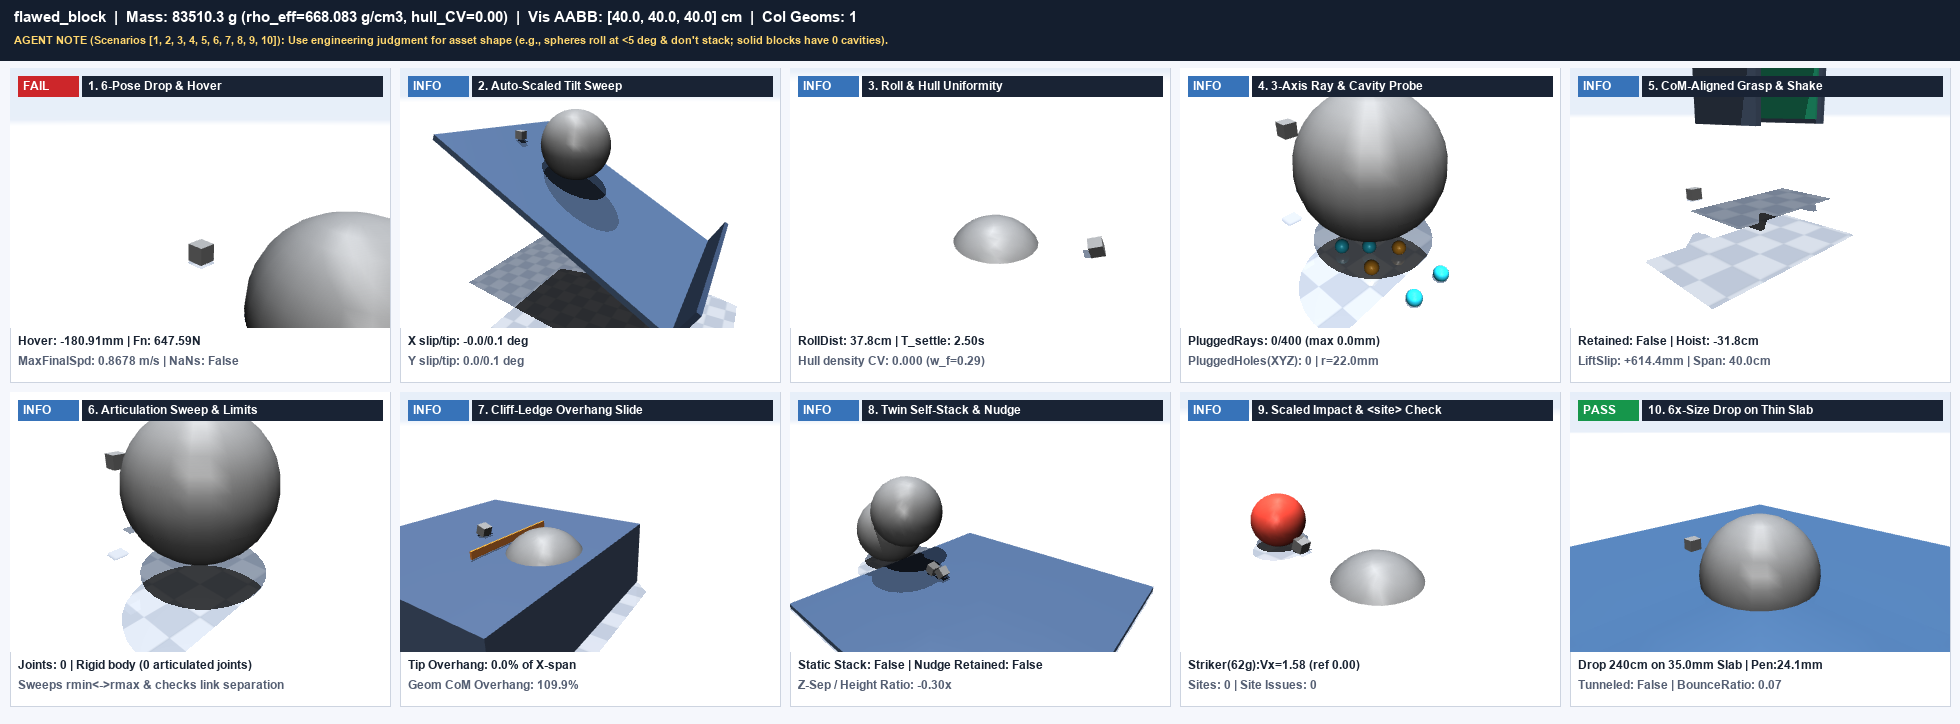 flawed_block | Mass: 83510.3 g (rho_eff=668.083 g/cm3, hull_CV=0.00) | Vis AABB: [40.0, 40.0, 40.0] cm | Col Geoms: 1
AGENT NOTE (Scenarios [1, 2, 3, 4, 5, 6, 7, 8, 9, 10]): Use engineering judgment for asset shape (e.g., spheres roll at <5 deg & don't stack; solid blocks have 0 cavities).
FAIL 1. 6-Pose Drop & Hover
Hover: -180.91mm | Fn: 647.59N
MaxFinalSpd: 0.8678 m/s | NaNs: False
INFO 2. Auto-Scaled Tilt Sweep
X slip/tip: -0.0/0.1 deg
Y slip/tip: 0.0/0.1 deg
INFO 3. Roll & Hull Uniformity
RollDist: 37.8cm | T_settle: 2.50s
Hull density CV: 0.000 (w_f=0.29)
INFO 4. 3-Axis Ray & Cavity Probe
PluggedRays: 0/400 (max 0.0mm)
PluggedHoles(XYZ): 0 | r=22.0mm
INFO 5. CoM-Aligned Grasp & Shake
Retained: False | Hoist: -31.8cm
LiftSlip: +614.4mm | Span: 40.0cm
INFO 6. Articulation Sweep & Limits
Joints: 0 | Rigid body (0 articulated joints)
Sweeps rmin<->rmax & checks link separation
INFO 7. Cliff-Ledge Overhang Slide
Tip Overhang: 0.0% of X-span
Geom CoM Overhang: 109.9%
INFO 8. Twin Self-Stack & Nudge
Static Stack: False | Nudge Retained: False
Z-Sep / Height Ratio: -0.30x
INFO 9. Scaled Impact & <site> Check
Striker(62g):Vx=1.58 (ref 0.00)
Sites: 0 | Site Issues: 0
PASS 10. 6x-Size Drop on Thin Slab
Drop 240cm on 35.0mm Slab | Pen:24.1mm
Tunneled: False | BounceRatio: 0.07